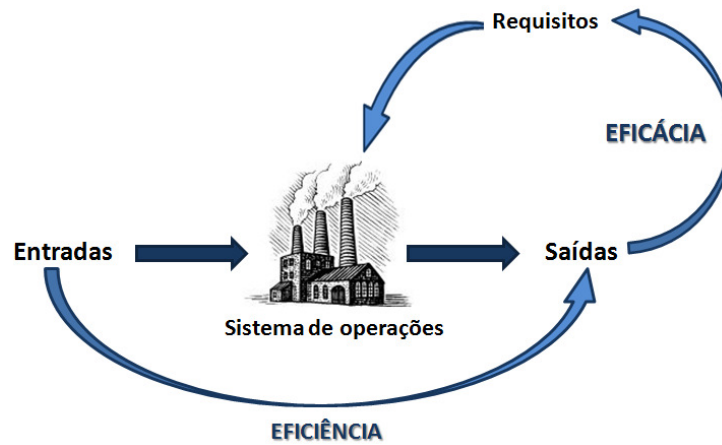 Requisitos
EFICÁCIA
Entradas
Saídas
Sistema de operações
EFICIÊNCIA